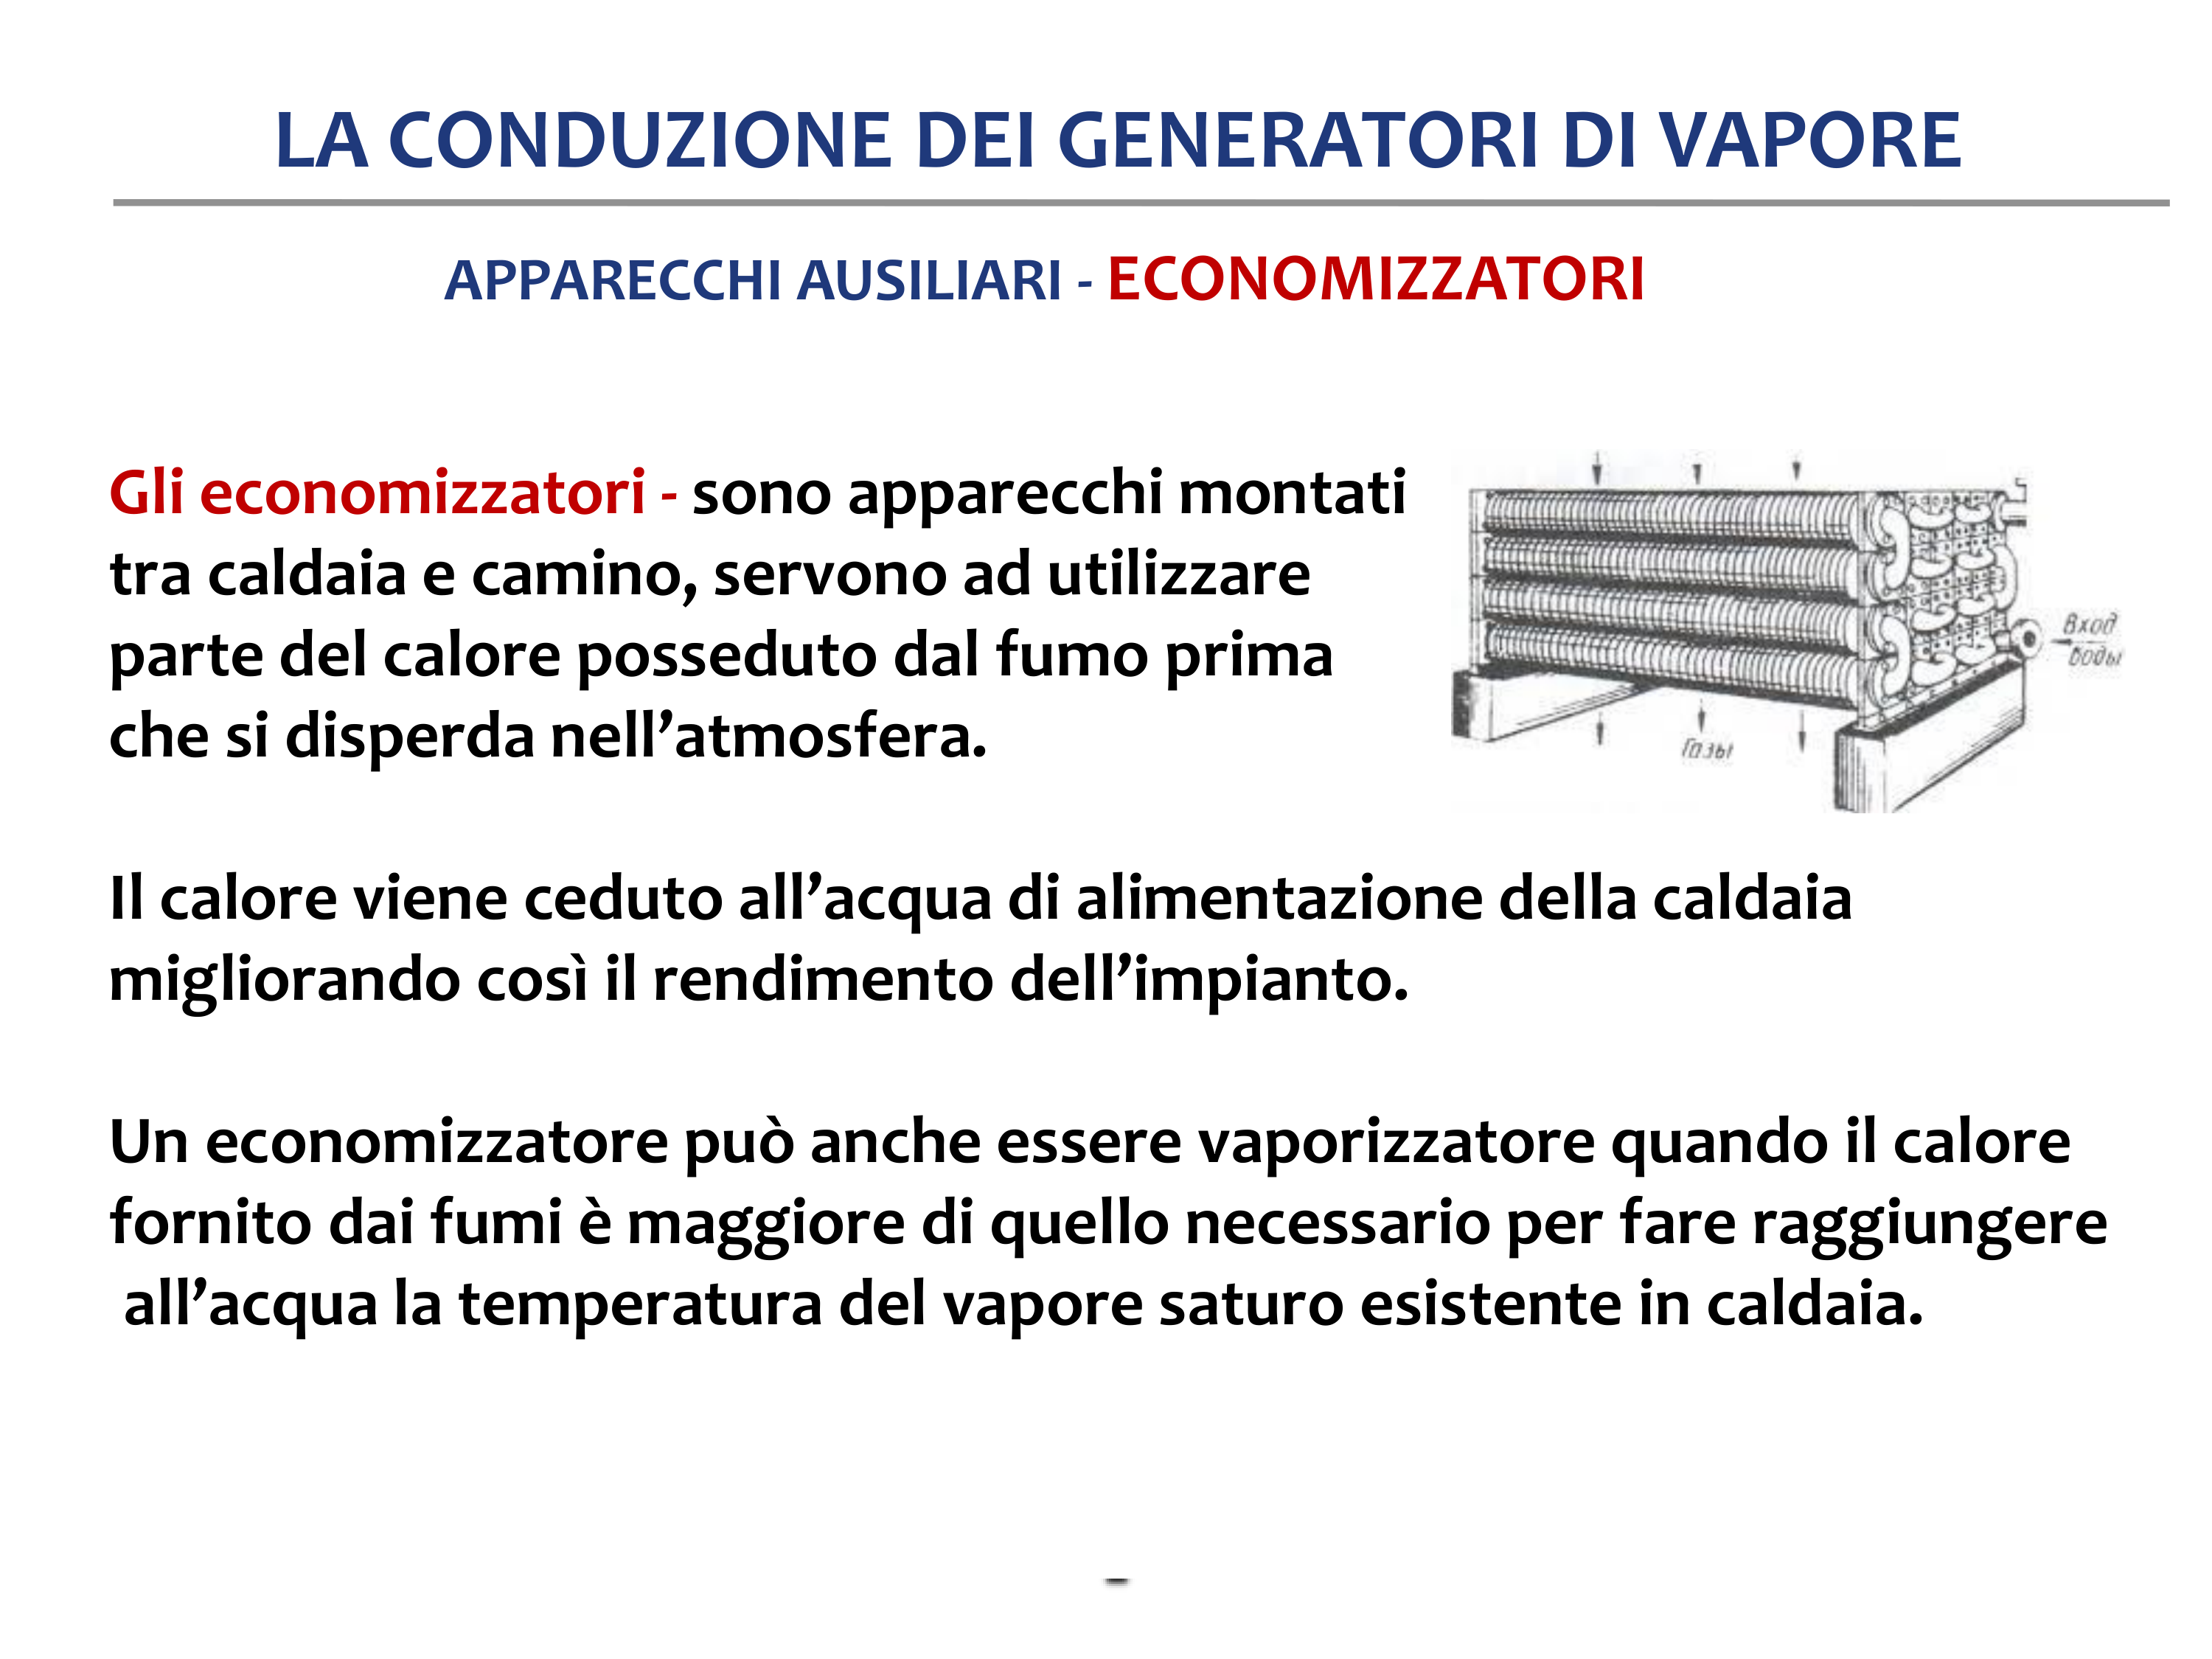 LA CONDUZIONE DEI GENERATORI DI VAPORE
APPARECCHI AUSILIARI - ECONOMIZZATORI
Gli economizzatori - sono apparecchi montati
tra caldaia e camino, servono ad utilizzare
parte del calore posseduto dal fumo prima
che si disperda nell’atmosfera.
Вход
воды
Газы
Il calore viene ceduto all’acqua di alimentazione della caldaia
migliorando così il rendimento dell’impianto.
Un economizzatore può anche essere vaporizzatore quando il calore
fornito dai fumi è maggiore di quello necessario per fare raggiungere
all’acqua la temperatura del vapore saturo esistente in caldaia.